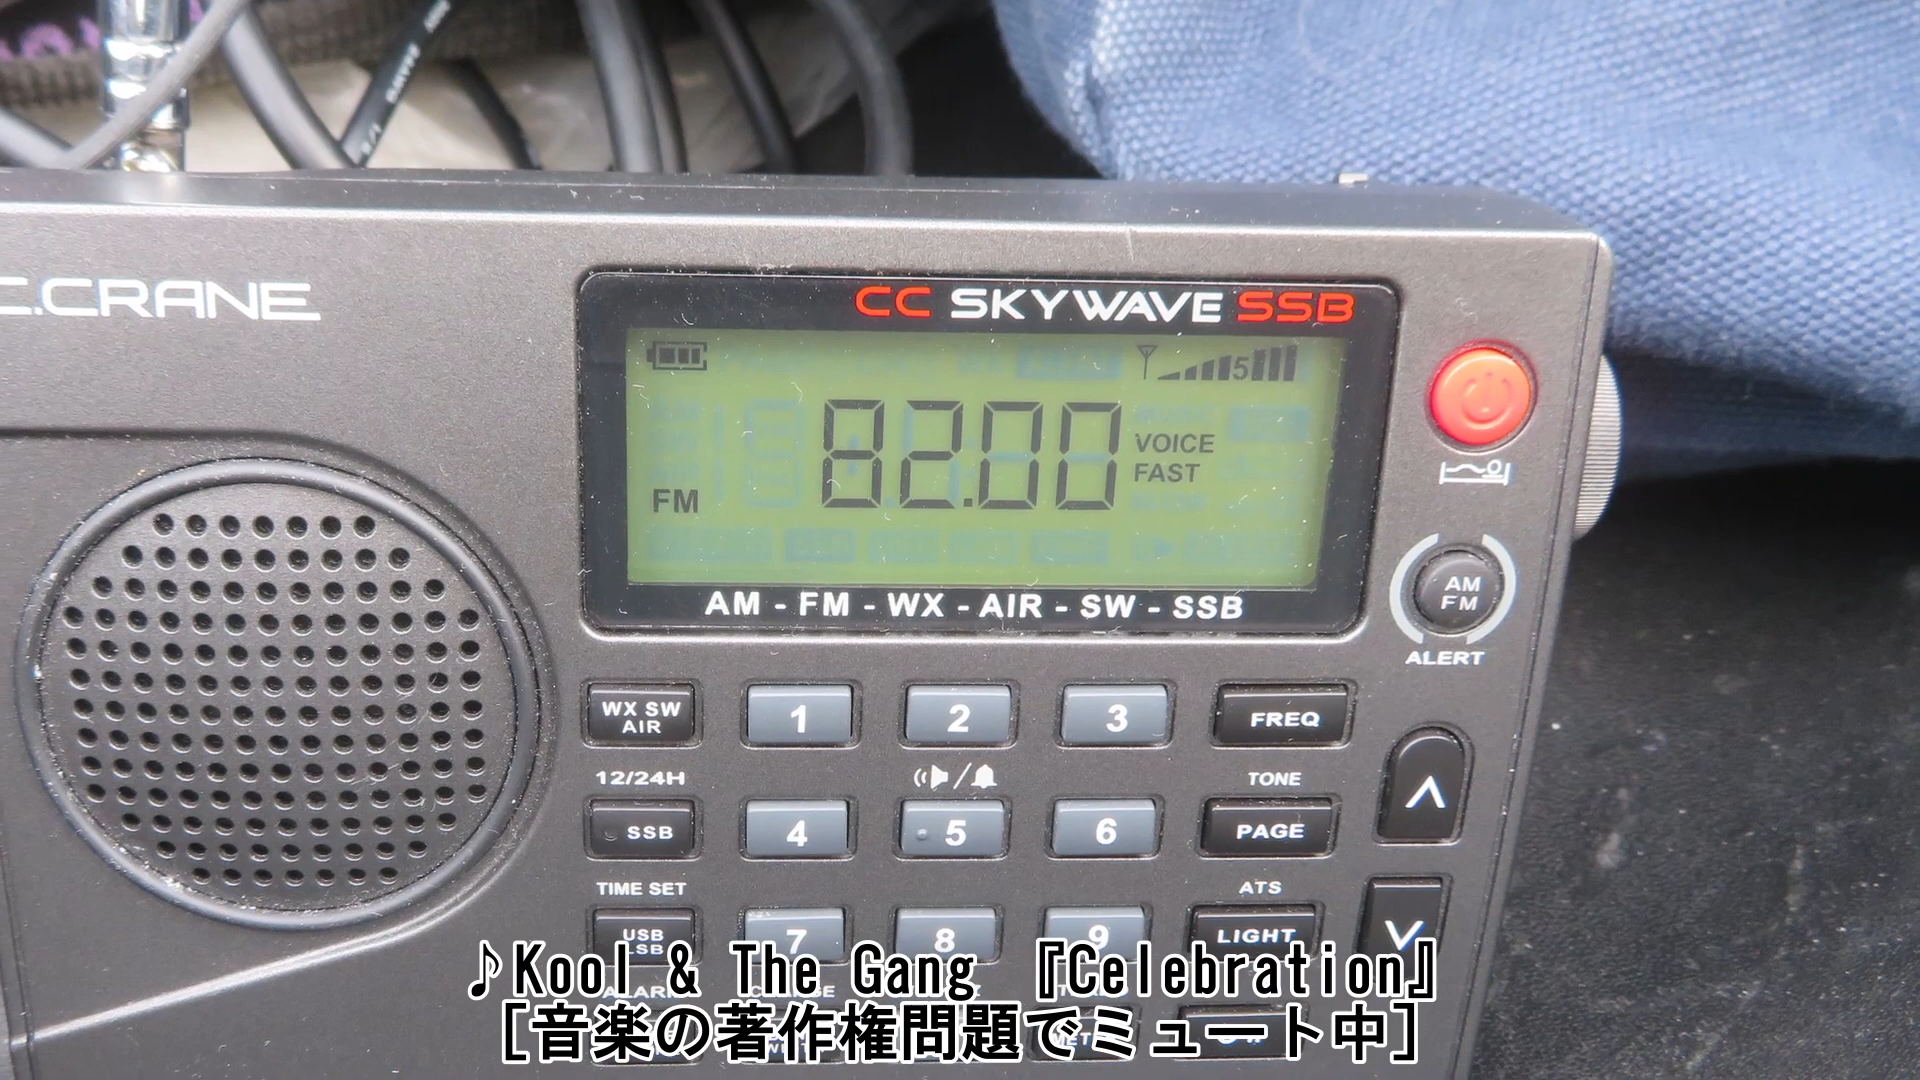 C.CRANE
CC SKYWAVE SSB
5
82.00
VOICE
FAST
FM
AM - FM - WX - AIR - SW - SSB
AM
FM
ALERT
WX SW
AIR
1
2
3
FREQ
12/24H
TONE
SSB
4
5
6
PAGE
TIME SET
ATS
USB
LSB
7
8
9
LIGHT
♪Kool & The Gang 『Celebration』
[音楽の著作権問題でミュート中]